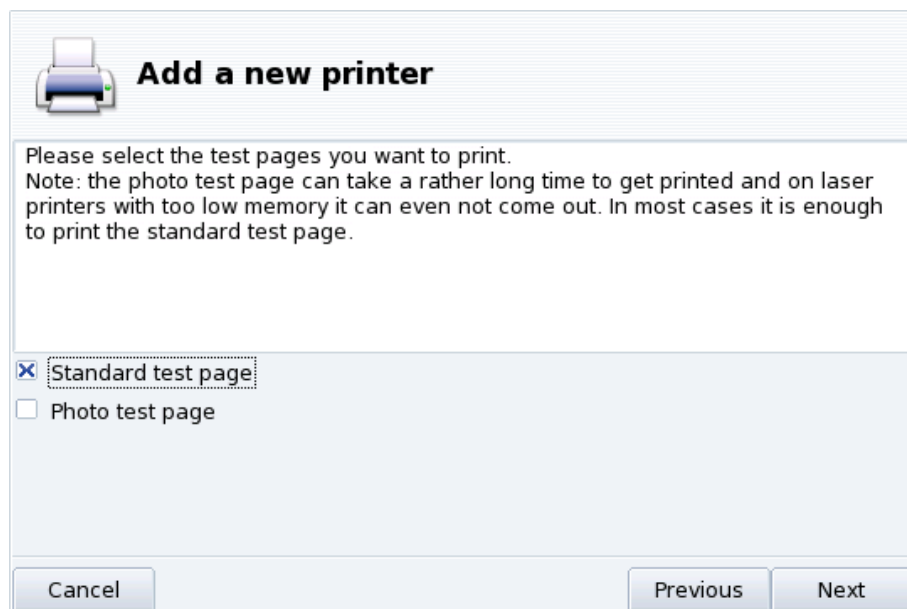 Add a new printer
Please select the test pages you want to print.
Note: the photo test page can take a rather long time to get printed and on laser
printers with too low memory it can even not come out. In most cases it is enough
to print the standard test page.
Standard test page
Photo test page
Cancel
Previous
Next